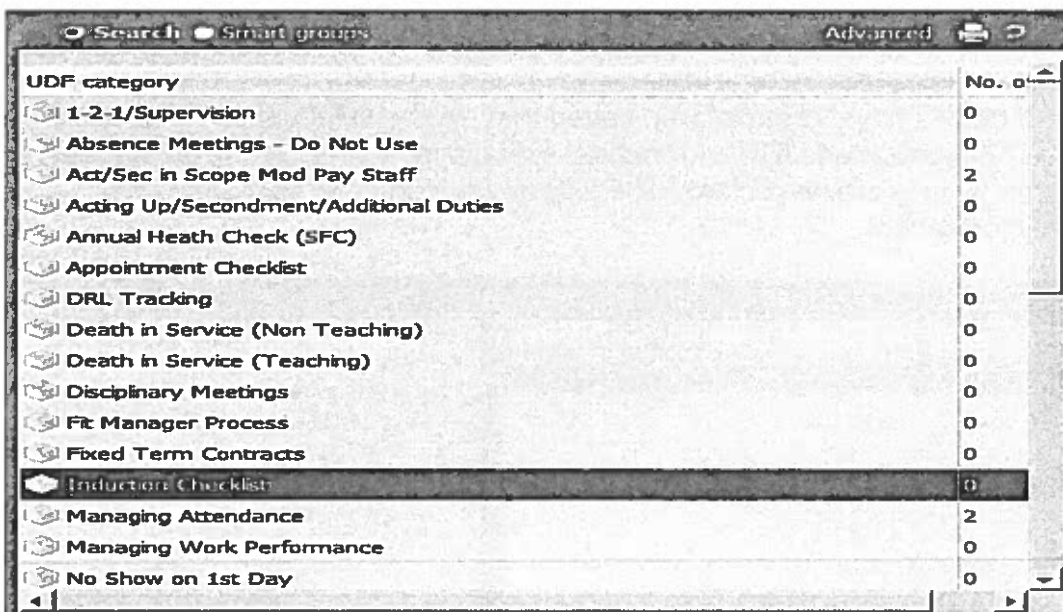 Search Smart groups Advanced
UDF category No. o
1-2-1/Supervision 0
Absence Meetings - Do Not Use 0
Act/Sec in Scope Mod Pay Staff 2
Acting Up/Secondment/Additional Duties 0
Annual Heath Check (SFC) 0
Appointment Checklist 0
DRL Tracking 0
Death in Service (Non Teaching) 0
Death in Service (Teaching) 0
Disciplinary Meetings 0
Fit Manager Process 0
Fixed Term Contracts 0
Induction Checklist 0
Managing Attendance 2
Managing Work Performance 0
No Show on 1st Day 0